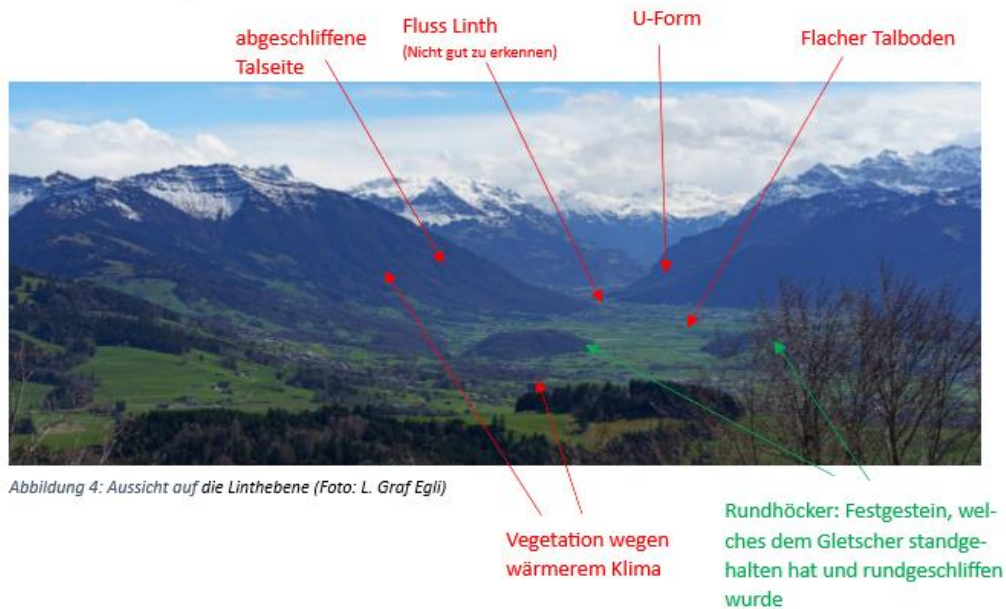 abgeschliffene
Talseite
Fluss Linth
(Nicht gut zu erkennen)
U-Form
Flacher Talboden
Abbildung 4: Aussicht auf die Linthebene (Foto: L. Graf Egli)
Vegetation wegen
wärmerem Klima
Rundhöcker: Festgestein, wel-
ches dem Gletscher standge-
halten hat und rundgeschliffen
wurde